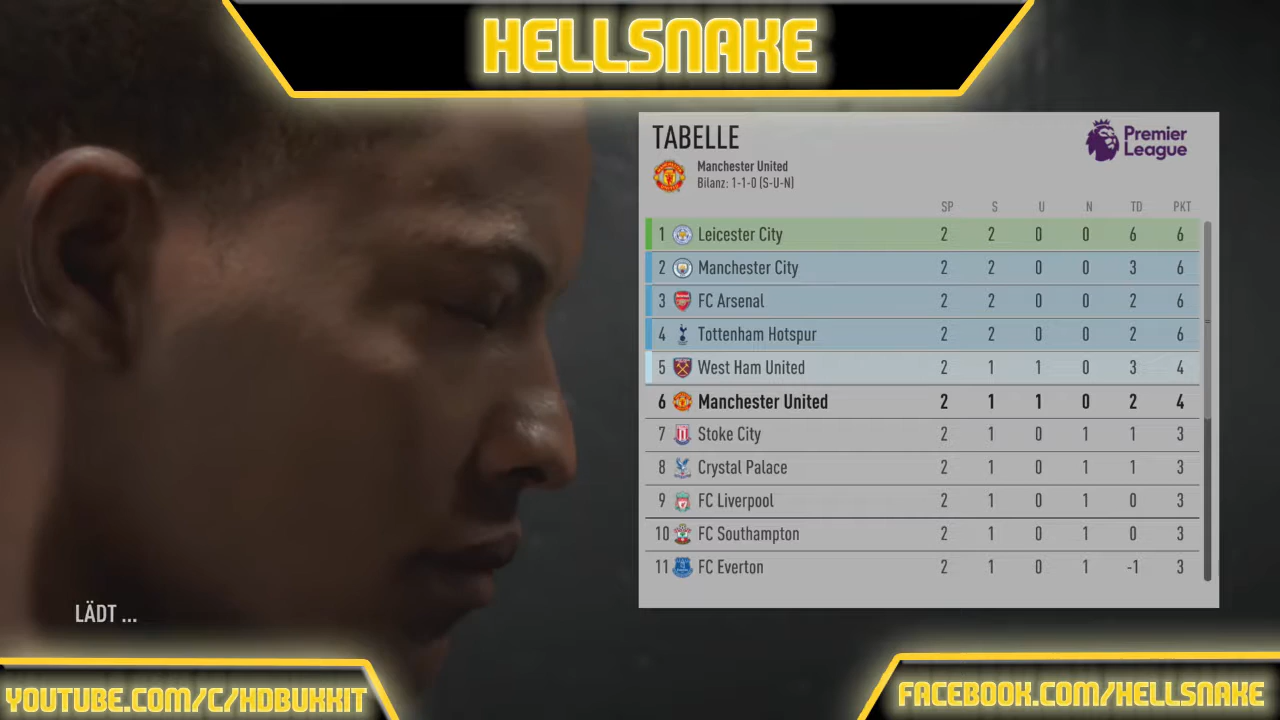 HELLSNAKE
TABELLE
Premier League
Manchester United
Bilanz: 1-1-0 (S-U-N)
SP S U N TD PKT
1 Leicester City 2 2 0 0 6 6
2 Manchester City 2 2 0 0 3 6
3 FC Arsenal 2 2 0 0 2 6
4 Tottenham Hotspur 2 2 0 0 2 6
5 West Ham United 2 1 1 0 3 4
6 Manchester United 2 1 1 0 2 4
7 Stoke City 2 1 0 1 1 3
8 Crystal Palace 2 1 0 1 1 3
9 FC Liverpool 2 1 0 1 0 3
10 FC Southampton 2 1 0 1 0 3
11 FC Everton 2 1 0 1 -1 3
LÄDT ...
YOUTUBE.COM/C/HDBUKKIT
FACEBOOK.COM/HELLSNAKE